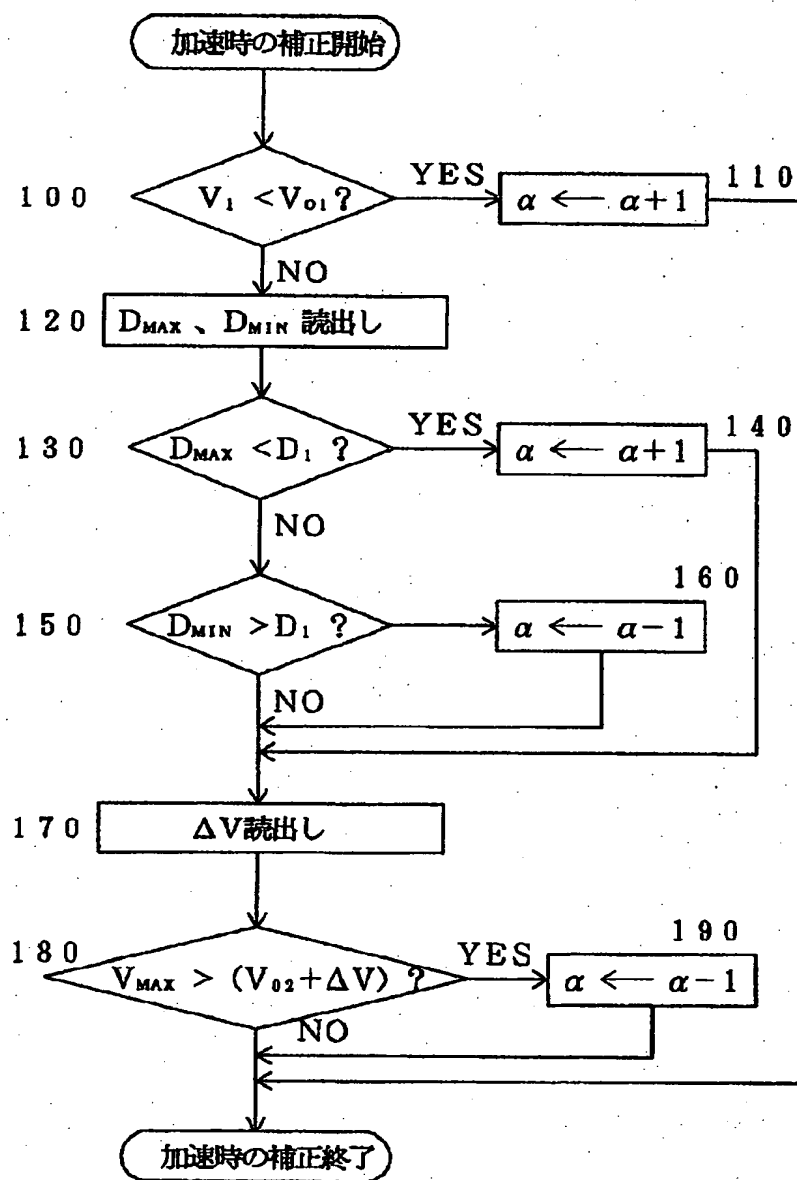 加速時の補正開始
100 V₁ <V₀₁? YES α ← α+1 110
NO
120 DMAX 、DMIN 読出し
130 DMAX <D₁ ? YES α ← α+1 140
NO
160
150 DMIN >D₁ ? α ← α-1
NO
170 ΔV読出し
190
180 VMAX > (V₀₂+ΔV) ? YES α ← α-1
NO
加速時の補正終了